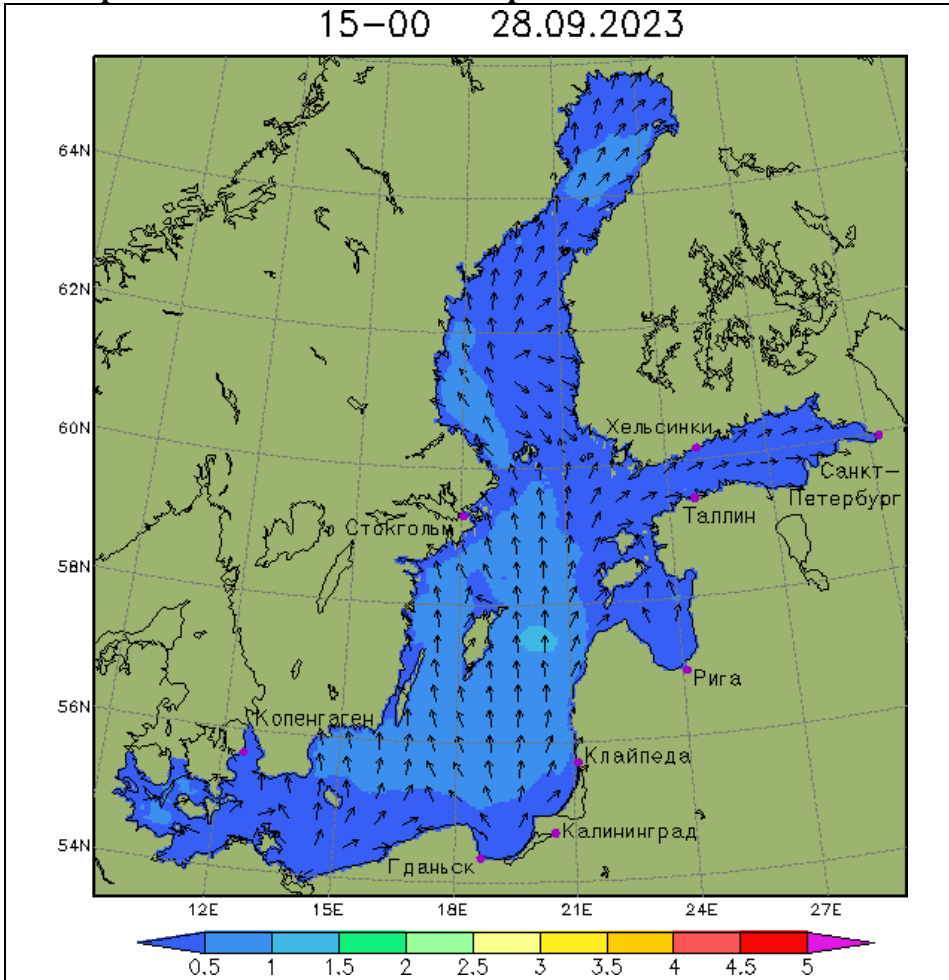 15-00 28.09.2023
64N
62N
60N
58N
56N
54N
Хельсинки
Санкт-
Петербург
Таллин
Стокгольм
Рига
Копенгаген
Клайпеда
Калининград
Гданьск
12E 15E 18E 21E 24E 27E
0.5 1 1.5 2 2.5 3 3.5 4 4.5 5